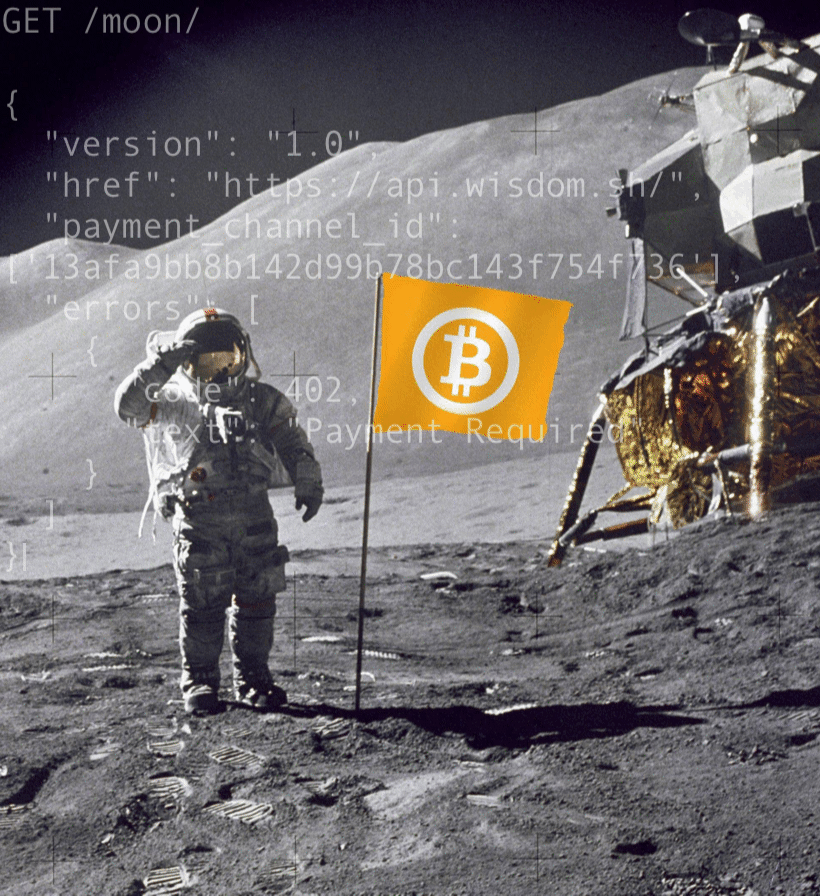 GET /moon/
{
"version": "1.0",
"href": "https://api.wisdom.sh/",
"payment_channel_id":
['13afa9bb8b142d99b78bc143f754f736'],
"errors": [
{
"code": 402,
"text": "Payment Required"
}
]
}